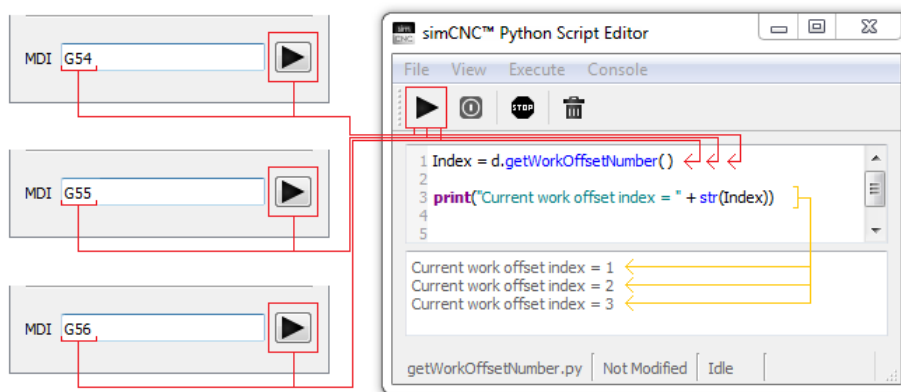 MDI G54
MDI G55
MDI G56
sim CNC simCNC™ Python Script Editor
File View Execute Console
STOP
1 Index = d.getWorkOffsetNumber()
2
3 print("Current work offset index = " + str(Index))
4
5
Current work offset index = 1
Current work offset index = 2
Current work offset index = 3
getWorkOffsetNumber.py Not Modified Idle